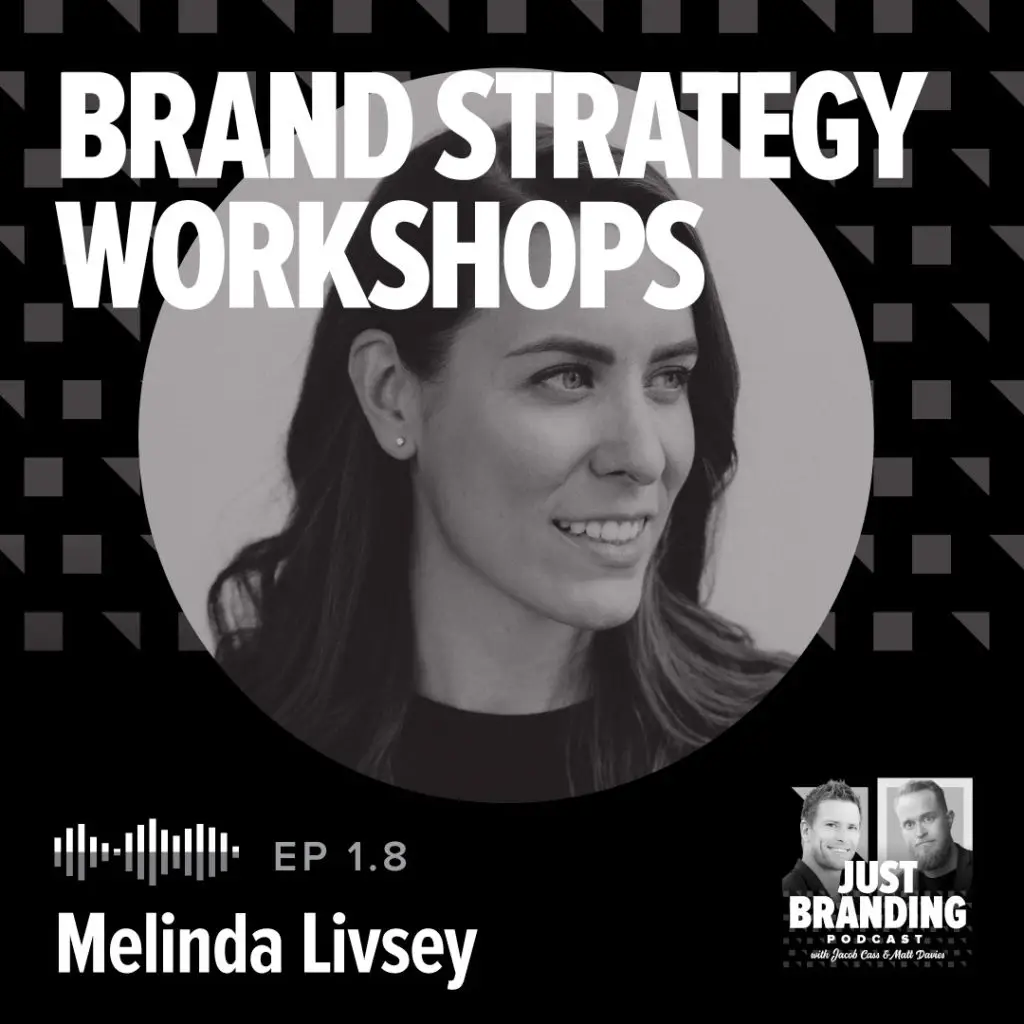 BRAND STRATEGY
WORKSHOPS
EP 1.8
Melinda Livsey
JUST
BRANDING
PODCAST
with Jacob Cass & Matt Davies